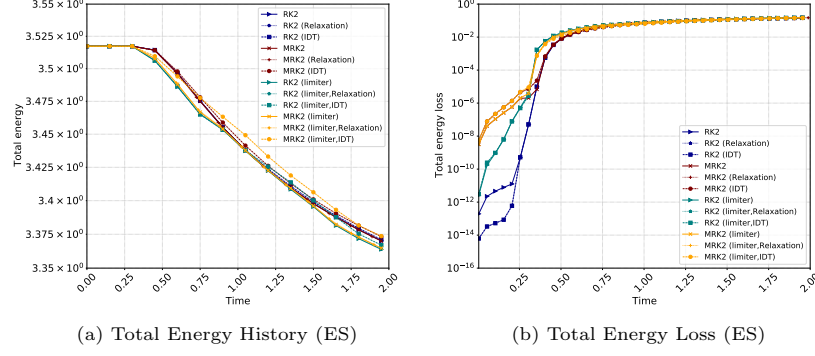 3.55 × 10⁰
3.525 × 10⁰
3.5 × 10⁰
3.475 × 10⁰
3.45 × 10⁰
3.425 × 10⁰
3.4 × 10⁰
3.375 × 10⁰
3.35 × 10⁰
Total energy
0.00
0.25
0.50
0.75
1.00
1.25
1.50
1.75
2.00
Time
RK2
RK2 (Relaxation)
RK2 (IDT)
MRK2
MRK2 (Relaxation)
MRK2 (IDT)
RK2 (limiter)
RK2 (limiter,Relaxation)
RK2 (limiter,IDT)
MRK2 (limiter)
MRK2 (limiter,Relaxation)
MRK2 (limiter,IDT)
(a) Total Energy History (ES)
10⁰
10⁻²
10⁻⁴
10⁻⁶
10⁻⁸
10⁻¹⁰
10⁻¹²
10⁻¹⁴
10⁻¹⁶
Total energy loss
0.25
0.50
0.75
1.00
1.25
1.50
1.75
2.00
Time
RK2
RK2 (Relaxation)
RK2 (IDT)
MRK2
MRK2 (Relaxation)
MRK2 (IDT)
RK2 (limiter)
RK2 (limiter,Relaxation)
RK2 (limiter,IDT)
MRK2 (limiter)
MRK2 (limiter,Relaxation)
MRK2 (limiter,IDT)
(b) Total Energy Loss (ES)